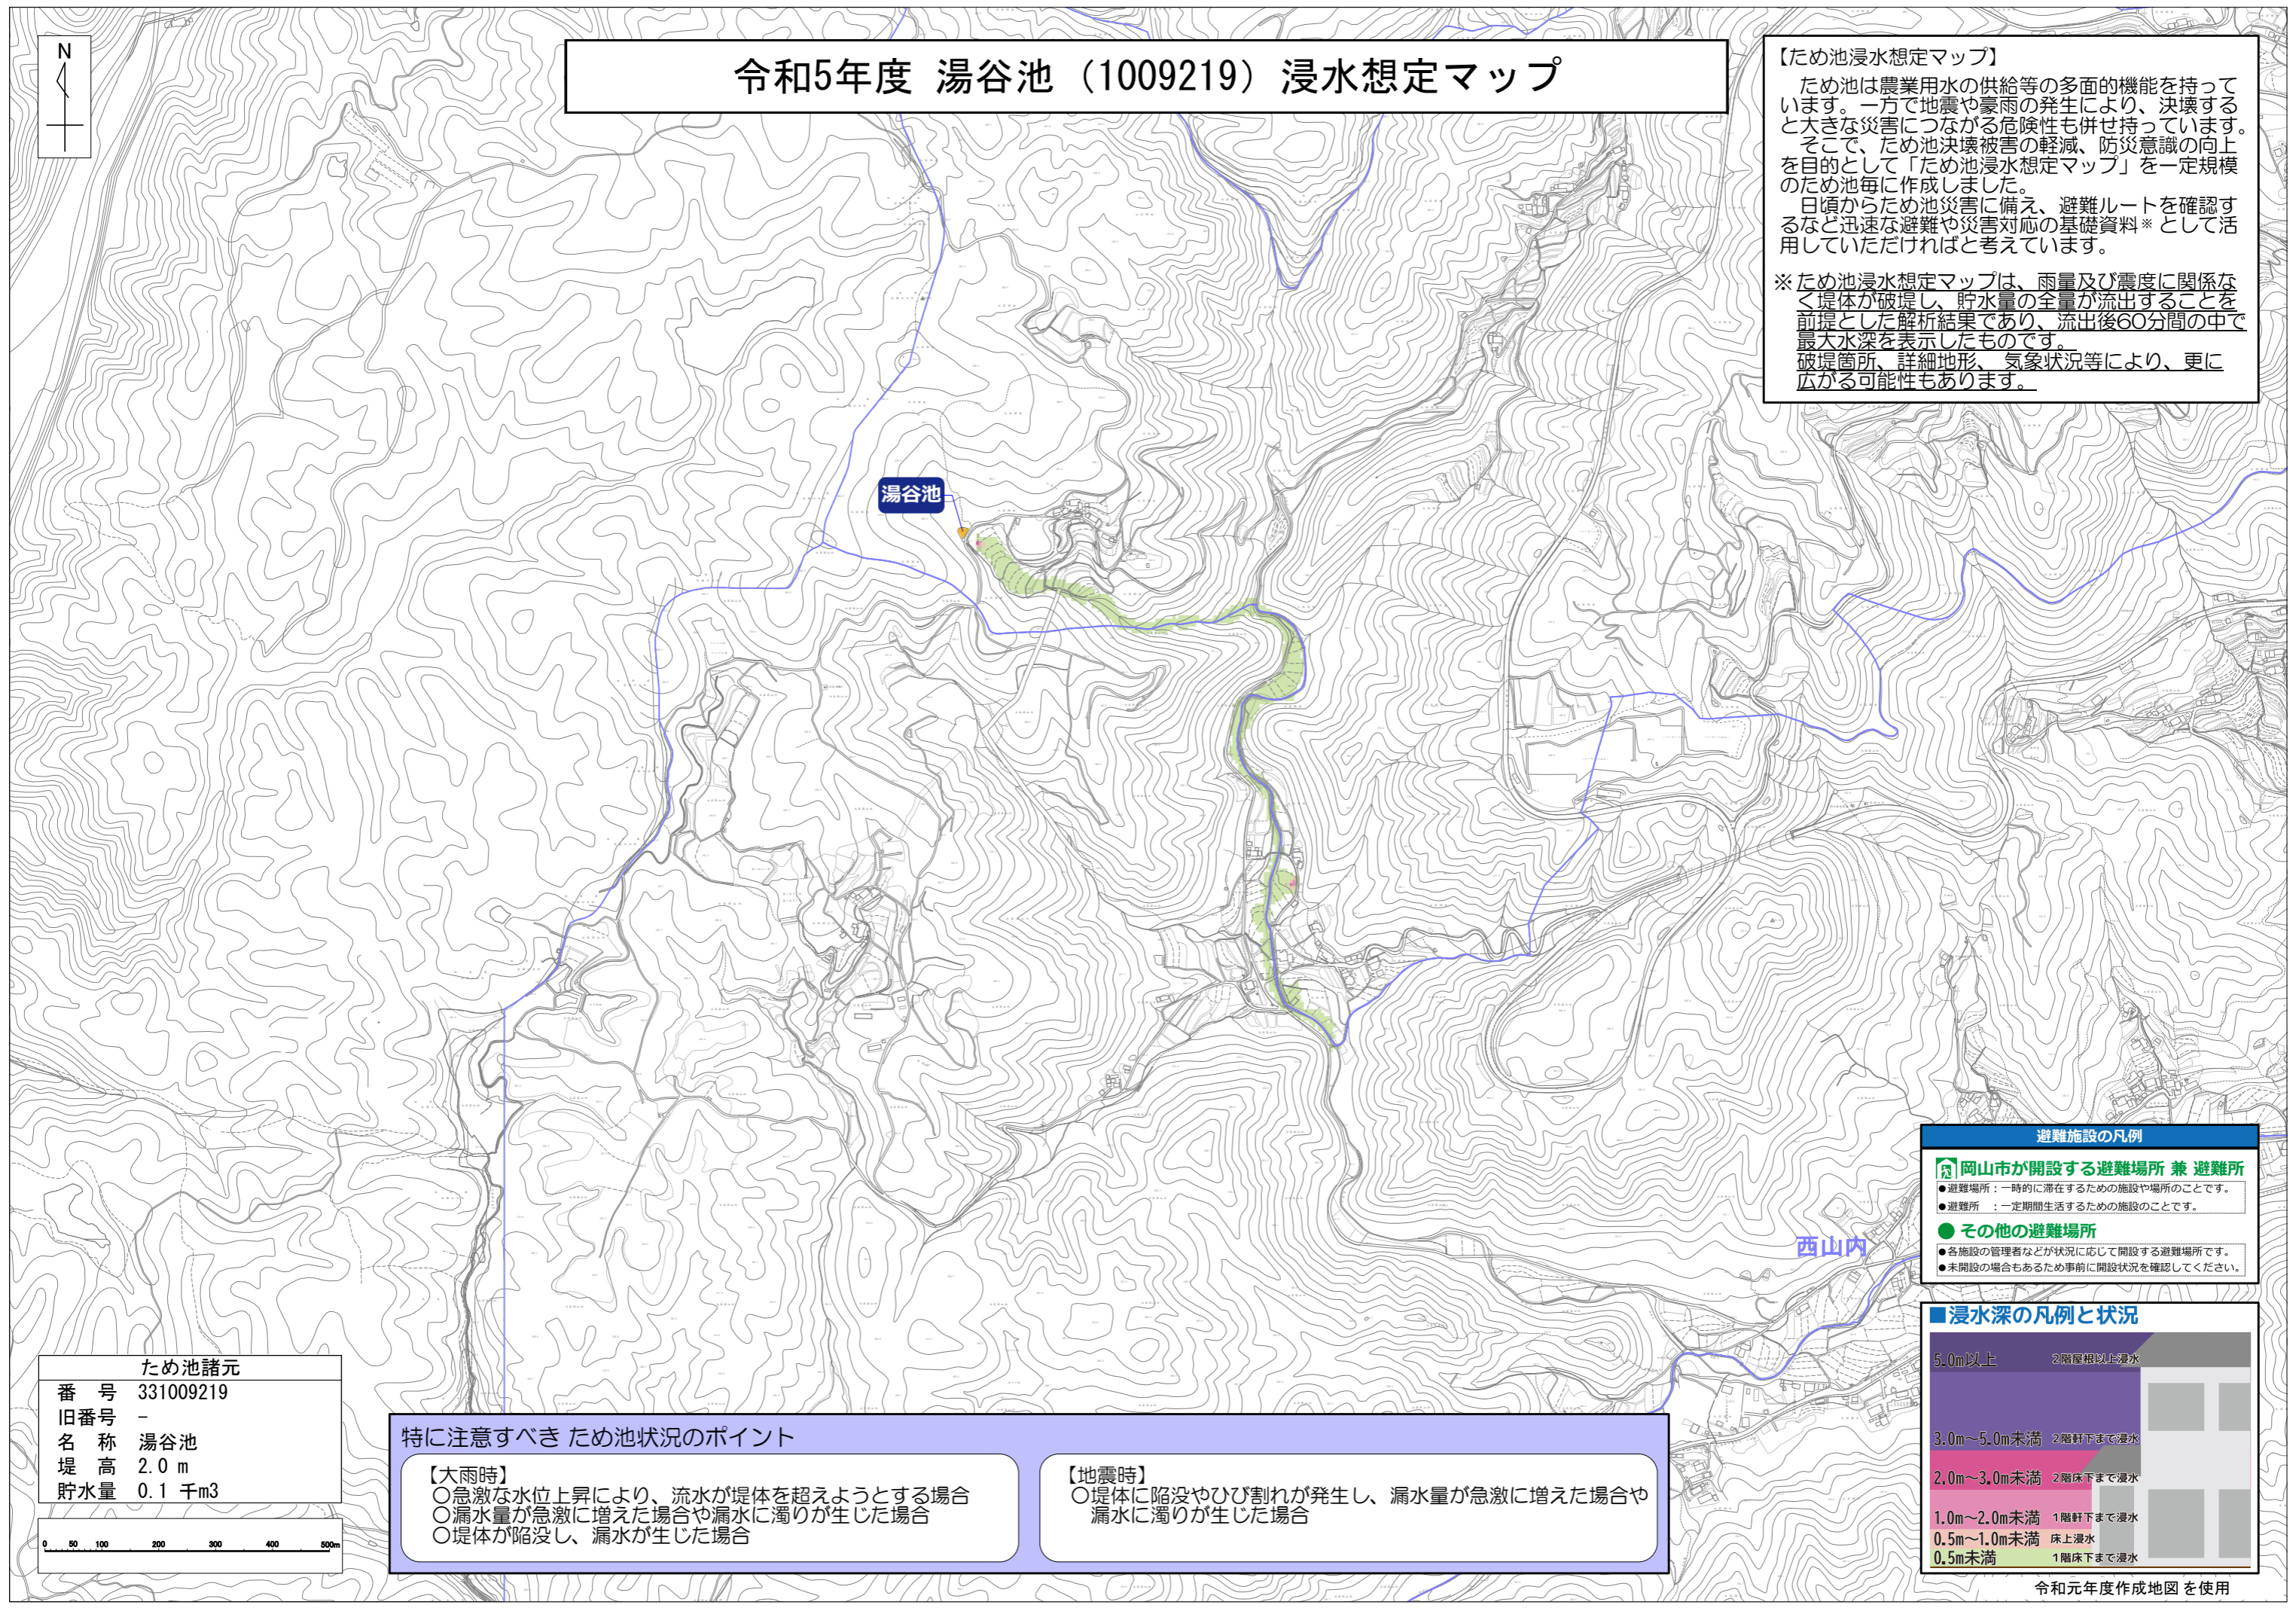 N
令和5年度 湯谷池（1009219）浸水想定マップ
【ため池浸水想定マップ】
ため池は農業用水の供給等の多面的機能を持って
います。一方で地震や豪雨の発生により、決壊する
と大きな災害につながる危険性も併せ持っています。
そこで、ため池決壊被害の軽減、防災意識の向上
を目的として「ため池浸水想定マップ」を一定規模
のため池毎に作成しました。
日頃からため池災害に備え、避難ルートを確認す
るなど迅速な避難や災害対応の基礎資料※として活
用していただければと考えています。
※ため池浸水想定マップは、雨量及び震度に関係な
く堤体が破堤し、貯水量の全量が流出することを
前提とした解析結果であり、流出後60分間の中で
最大水深を表示したものです。
破堤箇所、詳細地形、気象状況等により、更に
広がる可能性もあります。
湯谷池
西山内
避難施設の凡例
岡山市が開設する避難場所 兼 避難所
●避難場所：一時的に滞在するための施設や場所のことです。
●避難所　：一定期間生活するための施設のことです。
● その他の避難場所
●各施設の管理者などが状況に応じて開設する避難場所です。
●未開設の場合もあるため事前に開設状況を確認してください。
■浸水深の凡例と状況
5.0m以上 2階屋根以上浸水
3.0m～5.0m未満 2階軒下まで浸水
2.0m～3.0m未満 2階床下まで浸水
1.0m～2.0m未満 1階軒下まで浸水
0.5m～1.0m未満 床上浸水
0.5m未満 1階床下まで浸水
令和元年度作成地図を使用
ため池諸元
番　号 331009219
旧番号 -
名　称 湯谷池
堤　高 2.0 m
貯水量 0.1 千m3
0 50 100 200 300 400 500m
特に注意すべき ため池状況のポイント
【大雨時】
○急激な水位上昇により、流水が堤体を超えようとする場合
○漏水量が急激に増えた場合や漏水に濁りが生じた場合
○堤体が陥没し、漏水が生じた場合
【地震時】
○堤体に陥没やひび割れが発生し、漏水量が急激に増えた場合や
漏水に濁りが生じた場合